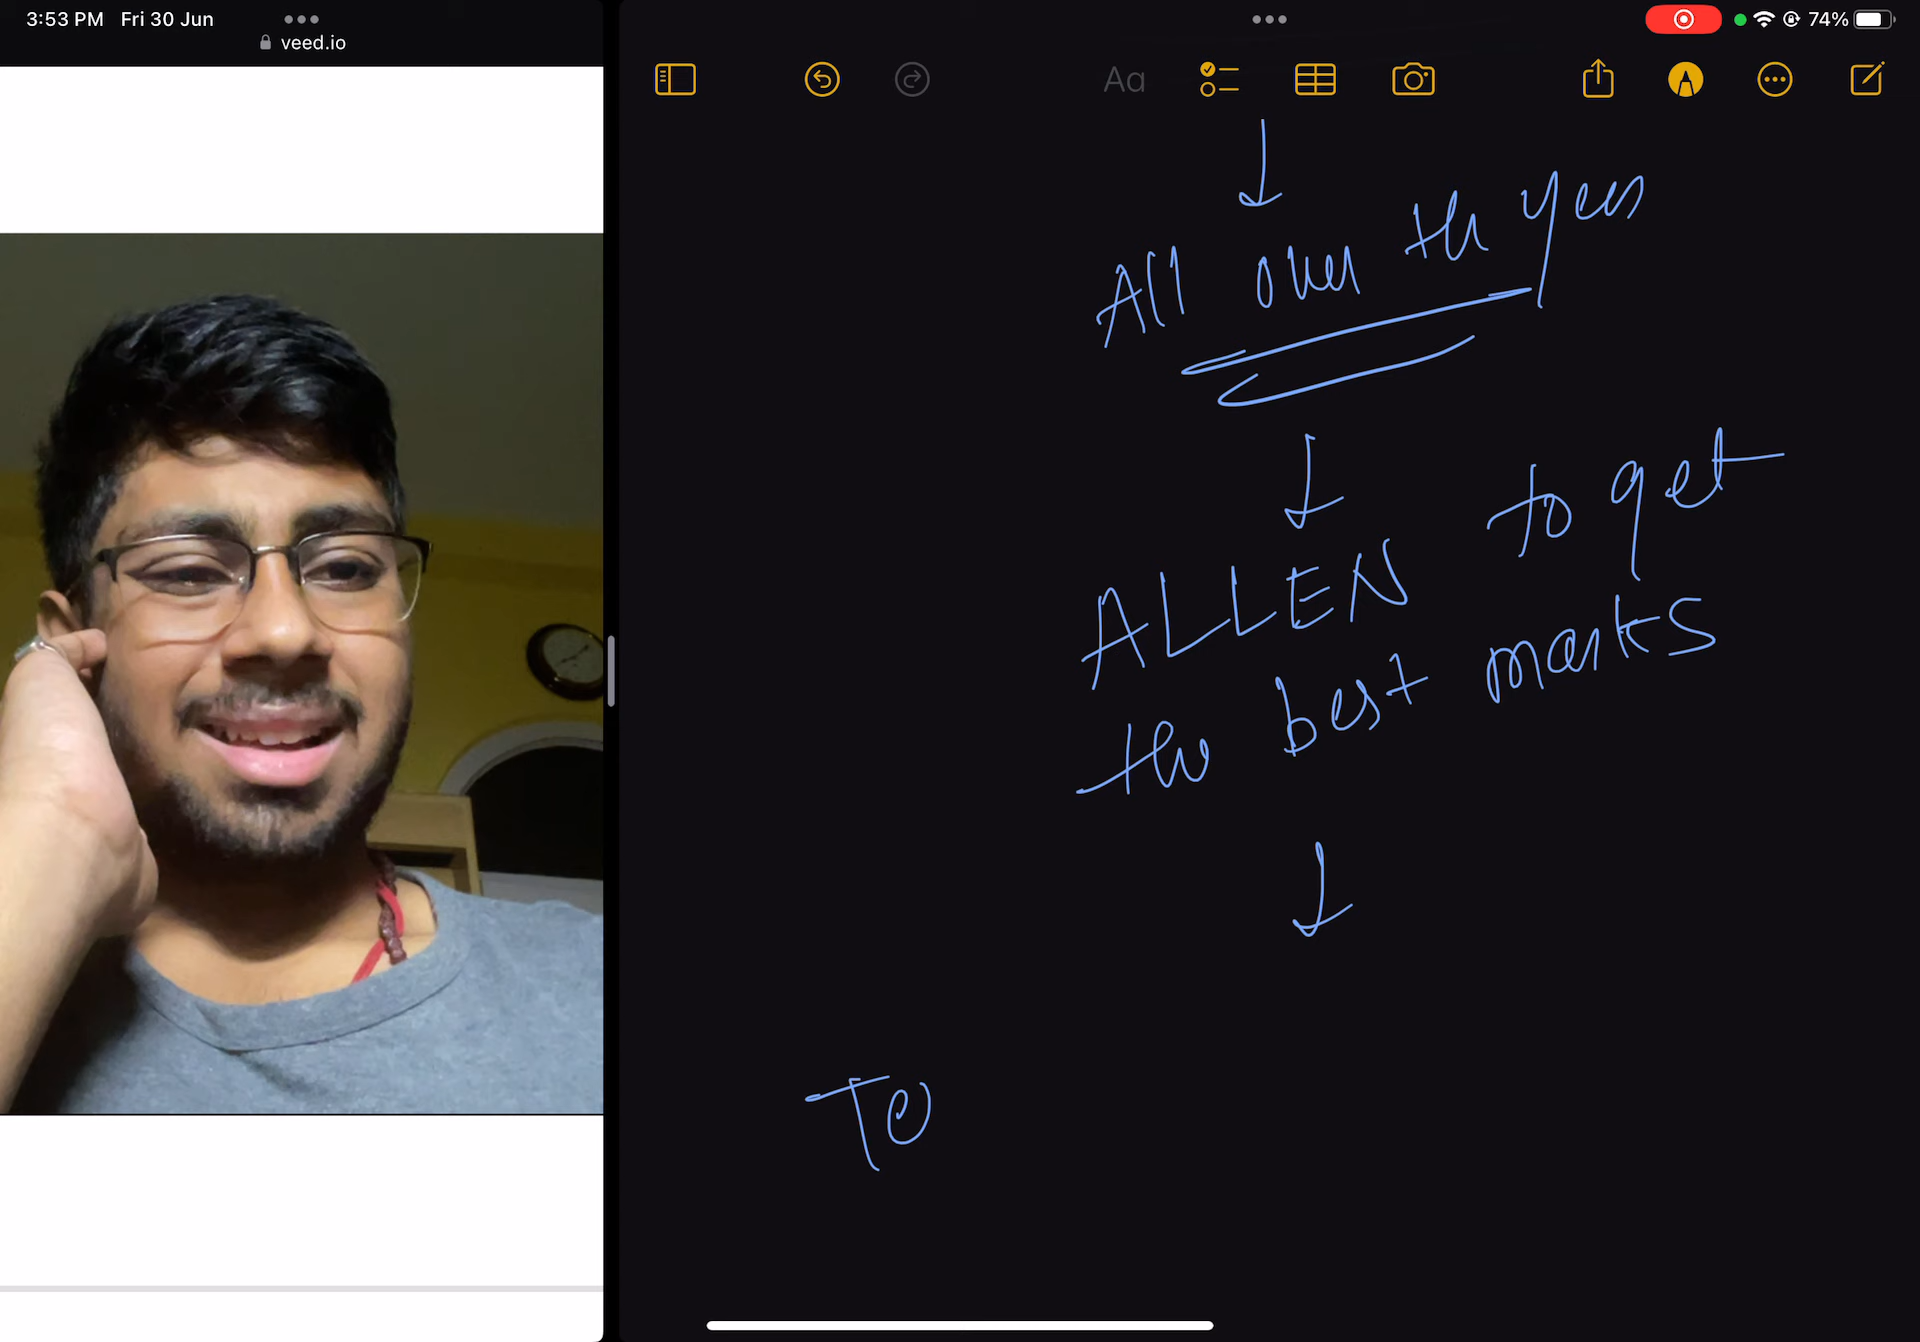 3:53 PM Fri 30 Jun
veed.io
74%
Aa
All over th years
ALLEN to get
the best marks
TO